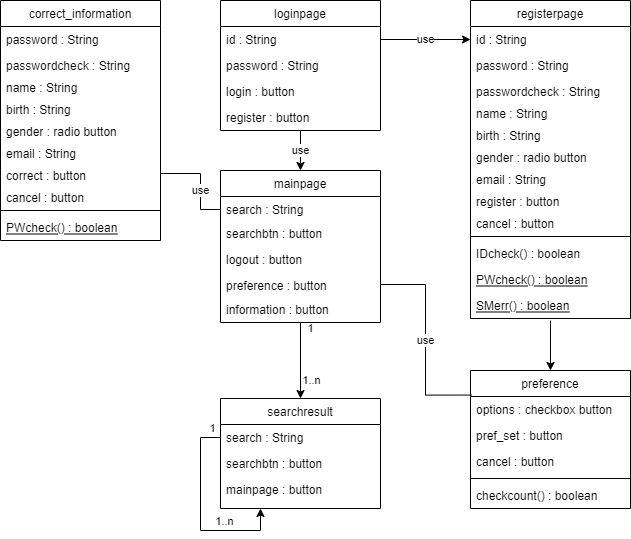 correct_information
password : String
passwordcheck : String
name : String
birth : String
gender : radio button
email : String
correct : button
cancel : button
PWcheck() : boolean
loginpage
id : String
password : String
login : button
register : button
use
registerpage
id : String
password : String
passwordcheck : String
name : String
birth : String
gender : radio button
email : String
register : button
cancel : button
IDcheck() : boolean
PWcheck() : boolean
SMerr() : boolean
use
use
mainpage
search : String
searchbtn : button
logout : button
preference : button
information : button
use
1
1..n
searchresult
search : String
searchbtn : button
mainpage : button
1
1..n
preference
options : checkbox button
pref_set : button
cancel : button
checkcount() : boolean